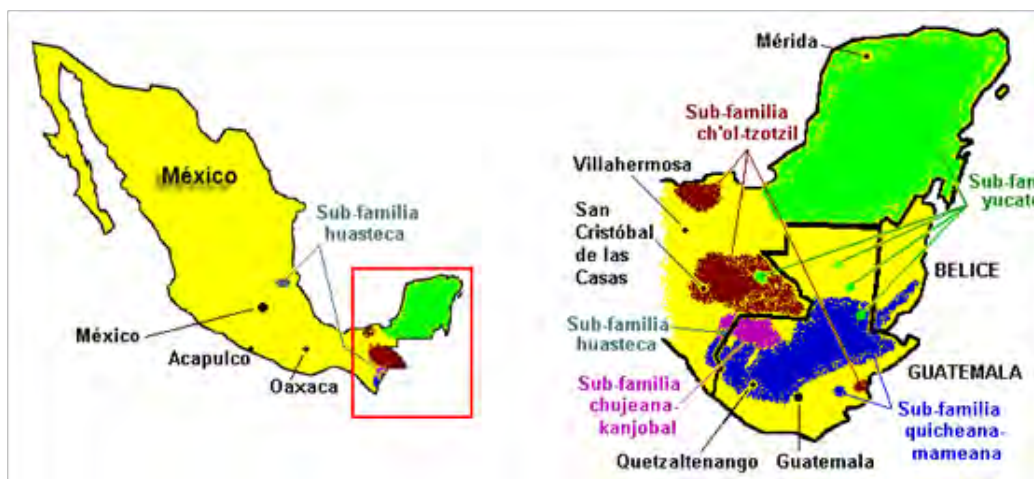 México
Sub-familia
huasteca
México
Acapulco
Oaxaca
Mérida
Sub-familia
ch'ol-tzotzil
Villahermosa
San
Cristóbal
de las
Casas
BELICE
Sub-familia
huasteca
GUATEMALA
Sub-familia
chujeana-
kanjobal
Sub-familia
quicheana-
mameana
Quetzaltenango
Guatemala